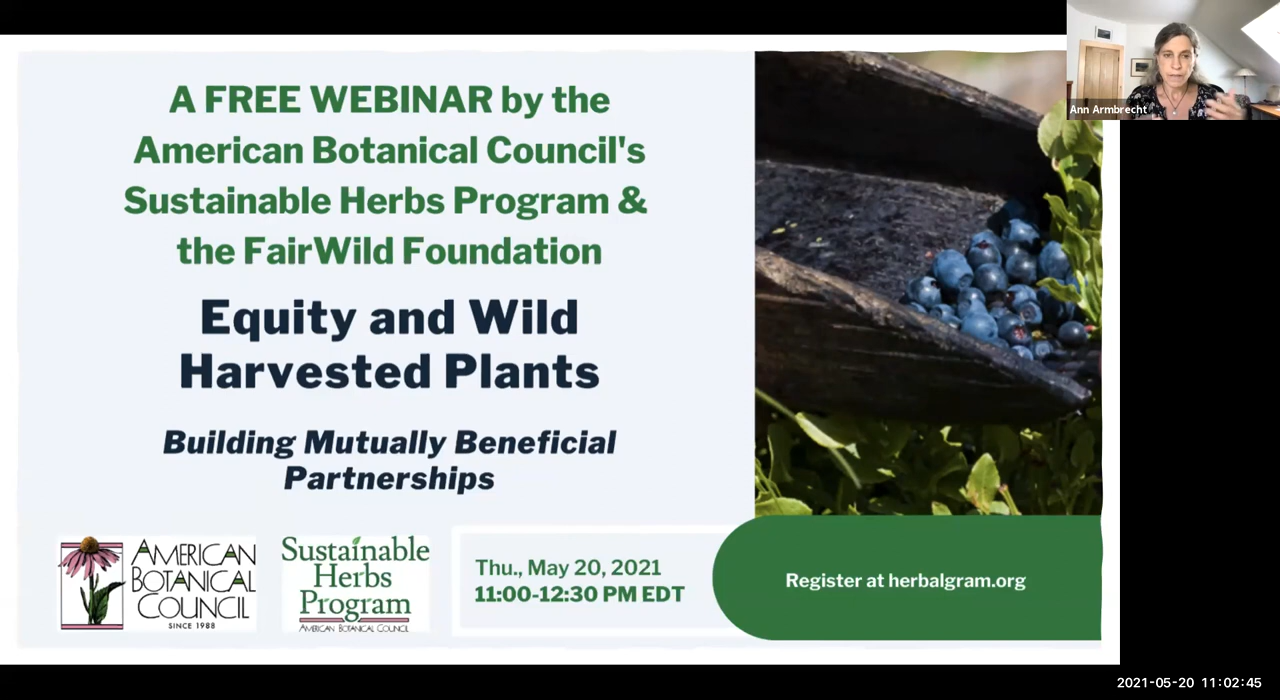 Ann Armbrecht
A FREE WEBINAR by the
American Botanical Council's
Sustainable Herbs Program &
the FairWild Foundation
Equity and Wild
Harvested Plants
Building Mutually Beneficial
Partnerships
AMERICAN
BOTANICAL
COUNCIL
SINCE 1988
Sustainable
Herbs
Program
AMERICAN BOTANICAL COUNCIL
Thu., May 20, 2021
11:00-12:30 PM EDT
Register at herbalgram.org
2021-05-20 11:02:45